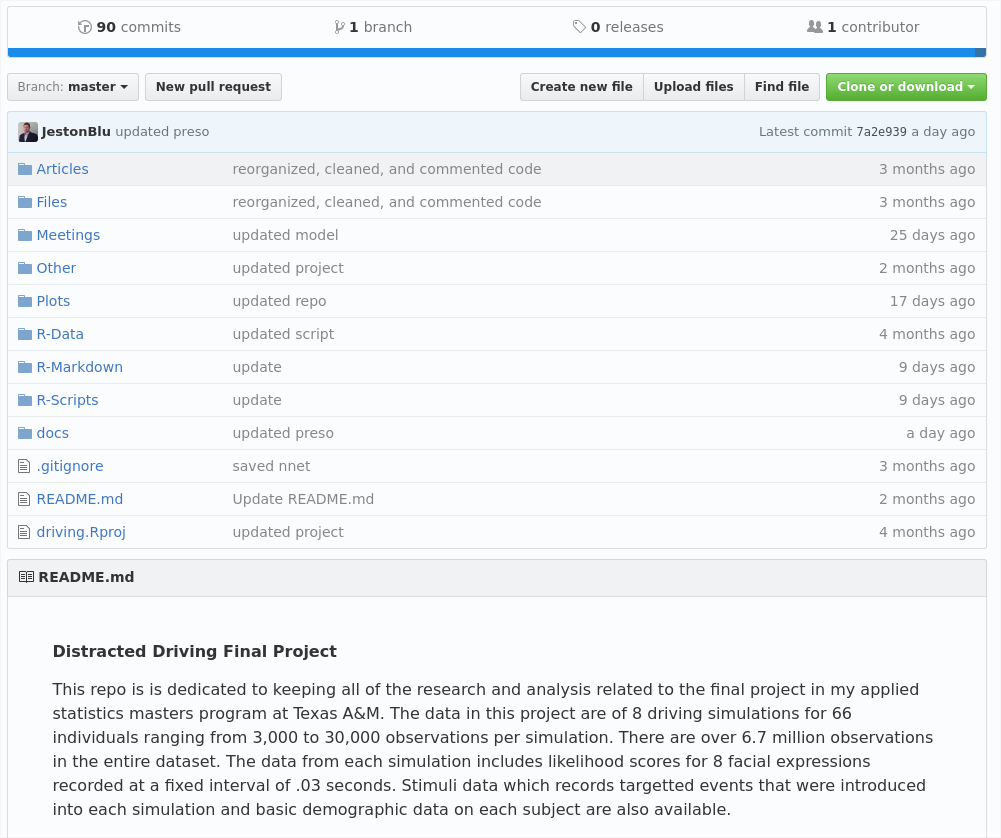 90 commits 1 branch 0 releases 1 contributor
Branch: master New pull request Create new file Upload files Find file Clone or download
JestonBlu updated preso Latest commit 7a2e939 a day ago
Articles reorganized, cleaned, and commented code 3 months ago
Files reorganized, cleaned, and commented code 3 months ago
Meetings updated model 25 days ago
Other updated project 2 months ago
Plots updated repo 17 days ago
R-Data updated script 4 months ago
R-Markdown update 9 days ago
R-Scripts update 9 days ago
docs updated preso a day ago
.gitignore saved nnet 3 months ago
README.md Update README.md 2 months ago
driving.Rproj updated project 4 months ago
README.md
Distracted Driving Final Project
This repo is is dedicated to keeping all of the research and analysis related to the final project in my applied
statistics masters program at Texas A&M. The data in this project are of 8 driving simulations for 66
individuals ranging from 3,000 to 30,000 observations per simulation. There are over 6.7 million observations
in the entire dataset. The data from each simulation includes likelihood scores for 8 facial expressions
recorded at a fixed interval of .03 seconds. Stimuli data which records targetted events that were introduced
into each simulation and basic demographic data on each subject are also available.